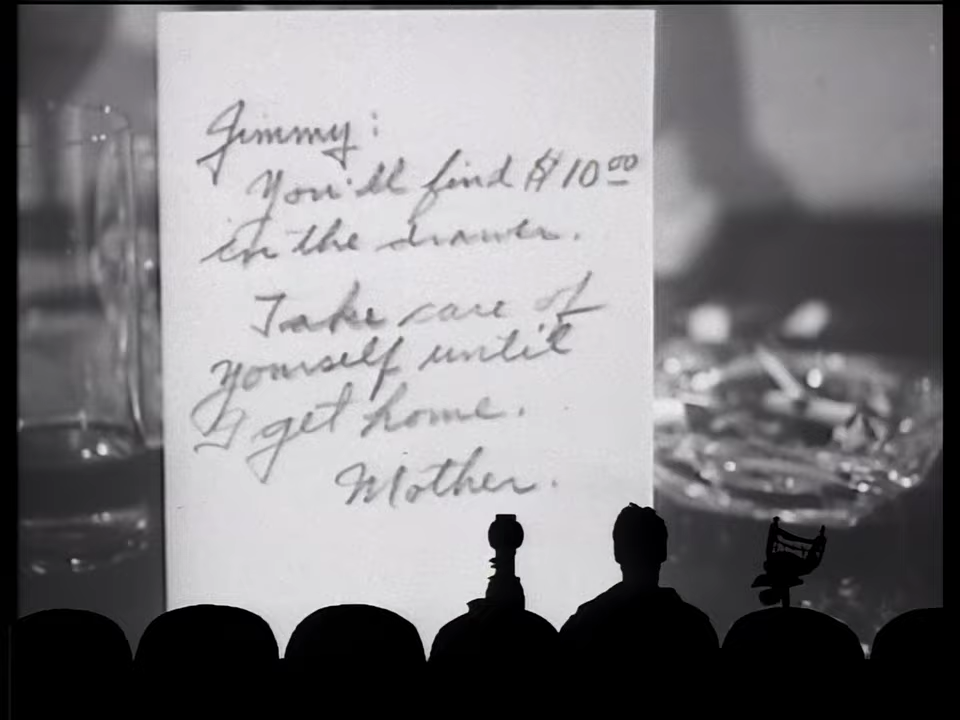 Jimmy:
You'll find $10.00
in the drawer.
Take care of
yourself until
I get home.
Mother.